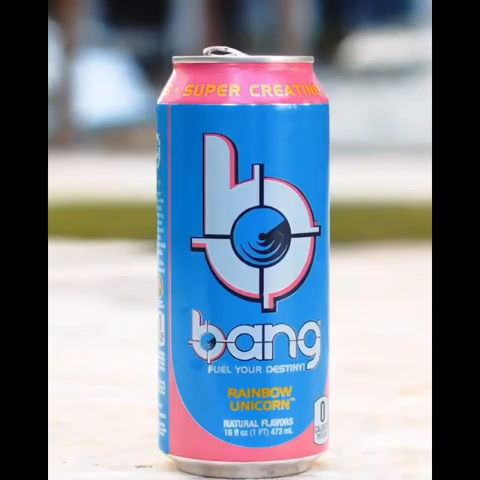 • SUPER CREATINE
b
bang
FUEL YOUR DESTINY!
RAINBOW
UNICORN™
NATURAL FLAVORS
16 fl oz (1 PT) 473 mL
0